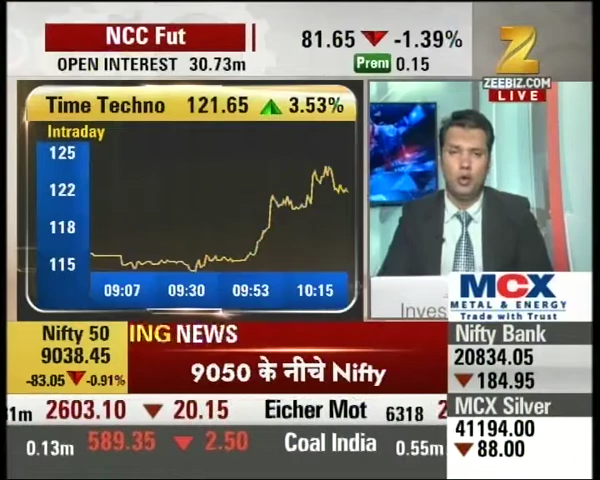 NCC Fut
81.65 -1.39%
OPEN INTEREST 30.73m
Prem 0.15
Z
ZEEBIZ.COM
LIVE
Time Techno 121.65 3.53%
Intraday
125
122
118
115
09:07 09:30 09:53 10:15
MCX
METAL & ENERGY
Trade with Trust
Nifty 50
9038.45
-83.05 -0.91%
ING NEWS
9050 के नीचे Nifty
Nifty Bank
20834.05
184.95
2603.10 20.15 Eicher Mot 6318
MCX Silver
41194.00
88.00
0.13m 589.35 2.50 Coal India 0.55m